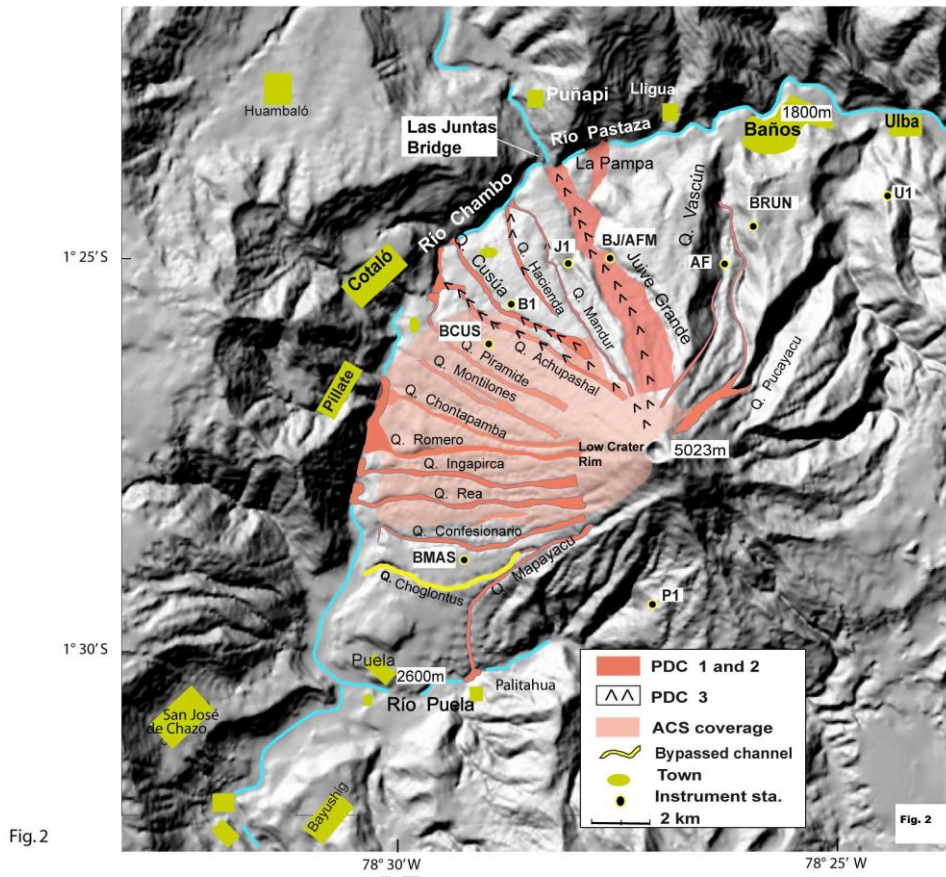 Huambaló
Puñapi
Lligua
Las Juntas
Bridge
Río Pastaza
1800m
Baños
Ulba
La Pampa
Río Chambo
Q. Vascún
BRUN
U1
1° 25'
Cotaló
Q. Cusúa
Q. Hacienda
J1
BJ/AFM
AF
Juive Grande
Q. Mandur
B1
BCUS
Q. Piramide
Q. Achupashal
Q. Pucayacu
Pillate
Q. Montilones
Q. Chontapamba
Q. Romero
Low Crater
Rim
5023m
Q. Ingapirca
Q. Rea
Q. Confesionario
BMAS
Q. Mapayacu
Q. Choglontus
P1
1° 30'
Puela
2600m
Palitahua
Río Puela
San José
de Chazo
Bayushig
PDC 1 and 2
PDC 3
ACS coverage
Bypassed channel
Town
Instrument sta.
2 km
Fig. 2
Fig. 2
78° 30'
78° 25'